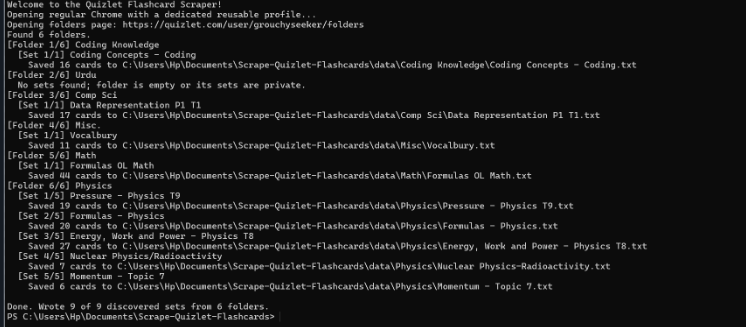 Welcome to the Quizlet Flashcard Scraper!
Opening regular Chrome with a dedicated reusable profile...
Opening folders page: https://quizlet.com/user/grouchyseeker/folders
Found 6 folders.
[Folder 1/6] Coding Knowledge
[Set 1/1] Coding Concepts - Coding
Saved 16 cards to C:\Users\Hp\Documents\Scrape-Quizlet-Flashcards\data\Coding Knowledge\Coding Concepts - Coding.txt
[Folder 2/6] Urdu
No sets found; folder is empty or its sets are private.
[Folder 3/6] Comp Sci
[Set 1/1] Data Representation P1 T1
Saved 17 cards to C:\Users\Hp\Documents\Scrape-Quizlet-Flashcards\data\Comp Sci\Data Representation P1 T1.txt
[Folder 4/6] Misc.
[Set 1/1] Vocalbury
Saved 11 cards to C:\Users\Hp\Documents\Scrape-Quizlet-Flashcards\data\Misc\Vocalbury.txt
[Folder 5/6] Math
[Set 1/1] Formulas OL Math
Saved 44 cards to C:\Users\Hp\Documents\Scrape-Quizlet-Flashcards\data\Math\Formulas OL Math.txt
[Folder 6/6] Physics
[Set 1/5] Pressure - Physics T9
Saved 19 cards to C:\Users\Hp\Documents\Scrape-Quizlet-Flashcards\data\Physics\Pressure - Physics T9.txt
[Set 2/5] Formulas - Physics
Saved 20 cards to C:\Users\Hp\Documents\Scrape-Quizlet-Flashcards\data\Physics\Formulas - Physics.txt
[Set 3/5] Energy, Work and Power - Physics T8
Saved 27 cards to C:\Users\Hp\Documents\Scrape-Quizlet-Flashcards\data\Physics\Energy, Work and Power - Physics T8.txt
[Set 4/5] Nuclear Physics/Radioactivity
Saved 7 cards to C:\Users\Hp\Documents\Scrape-Quizlet-Flashcards\data\Physics\Nuclear Physics-Radioactivity.txt
[Set 5/5] Momentum - Topic 7
Saved 6 cards to C:\Users\Hp\Documents\Scrape-Quizlet-Flashcards\data\Physics\Momentum - Topic 7.txt
Done. Wrote 9 of 9 discovered sets from 6 folders.
PS C:\Users\Hp\Documents\Scrape-Quizlet-Flashcards>